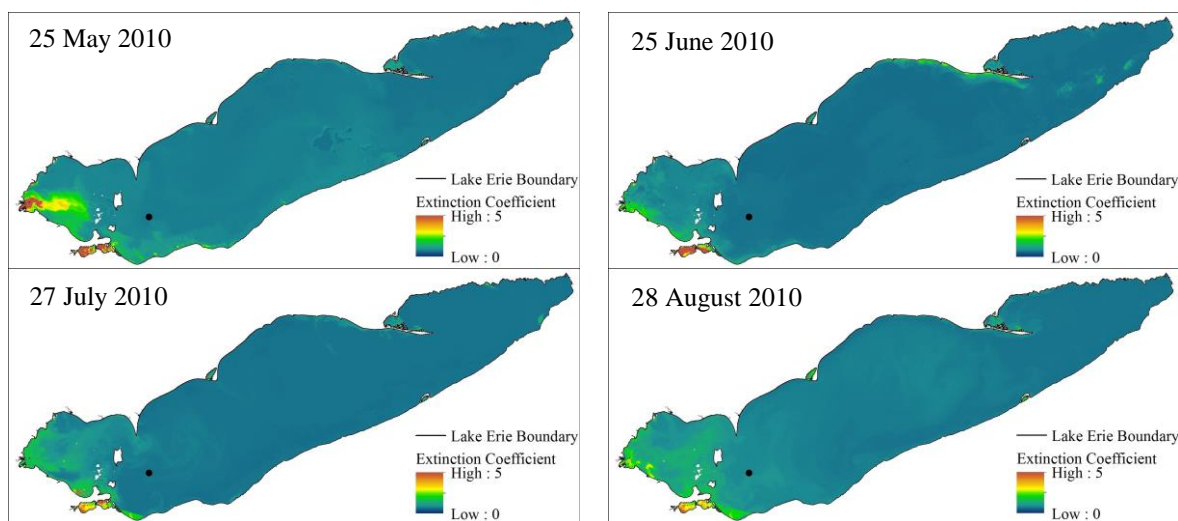 25 May 2010
Lake Erie Boundary
Extinction Coefficient
High : 5
Low : 0
25 June 2010
Lake Erie Boundary
Extinction Coefficient
High : 5
Low : 0
27 July 2010
Lake Erie Boundary
Extinction Coefficient
High : 5
Low : 0
28 August 2010
Lake Erie Boundary
Extinction Coefficient
High : 5
Low : 0